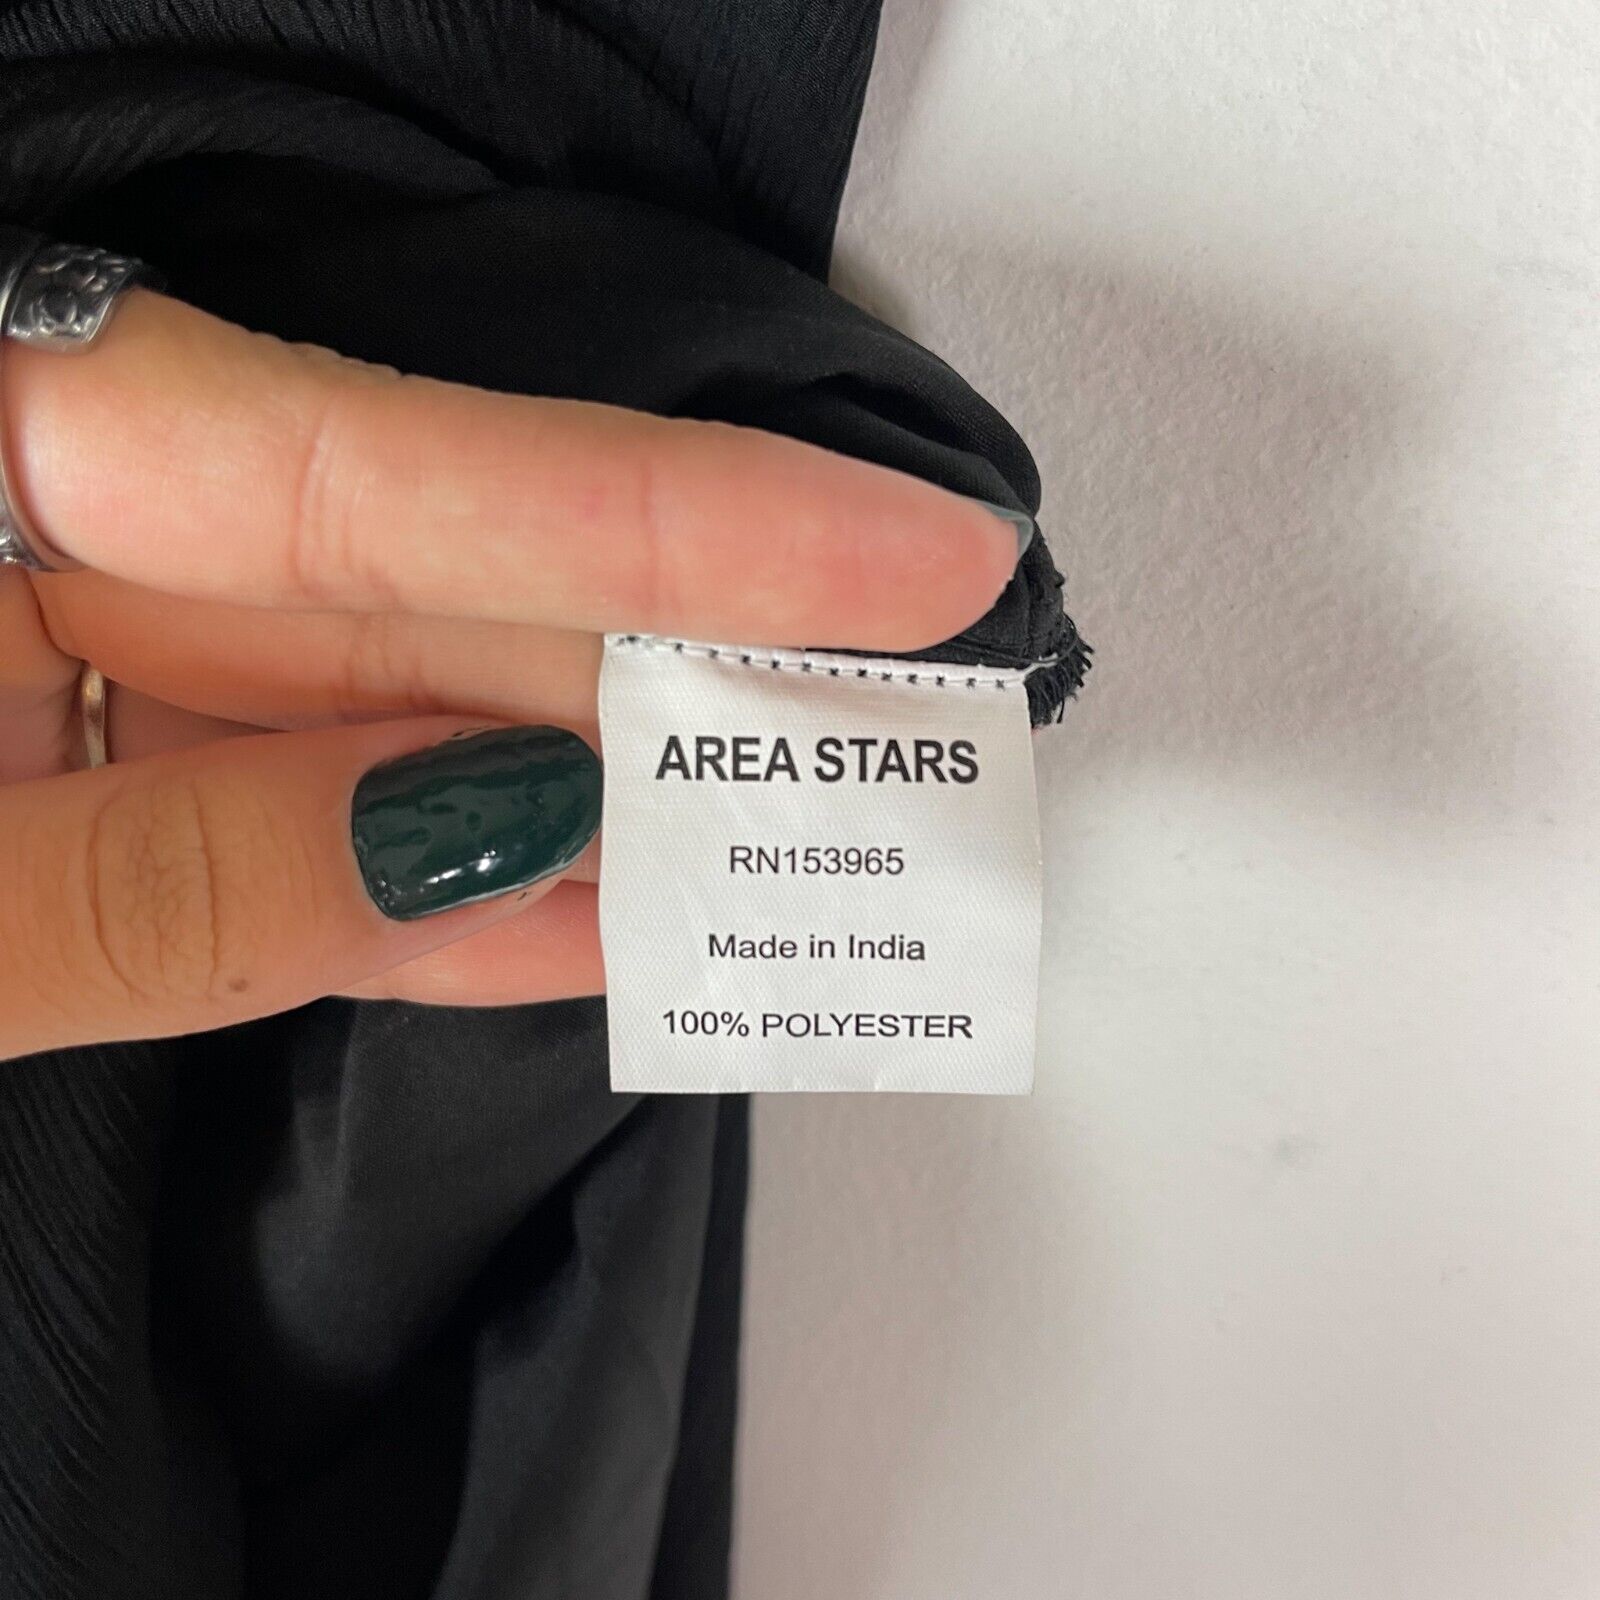 AREA STARS
RN153965
Made in India
100% POLYESTER